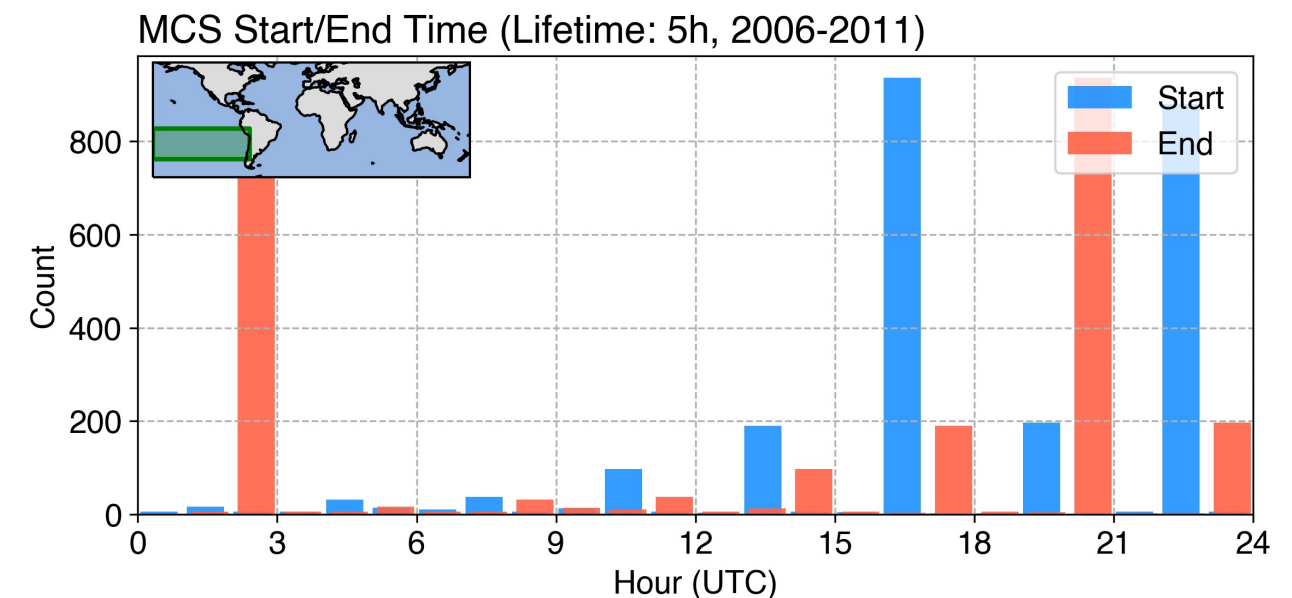 MCS Start/End Time (Lifetime: 5h, 2006-2011)
Start
End
800
600
400
200
0
Count
0 3 6 9 12 15 18 21 24
Hour (UTC)